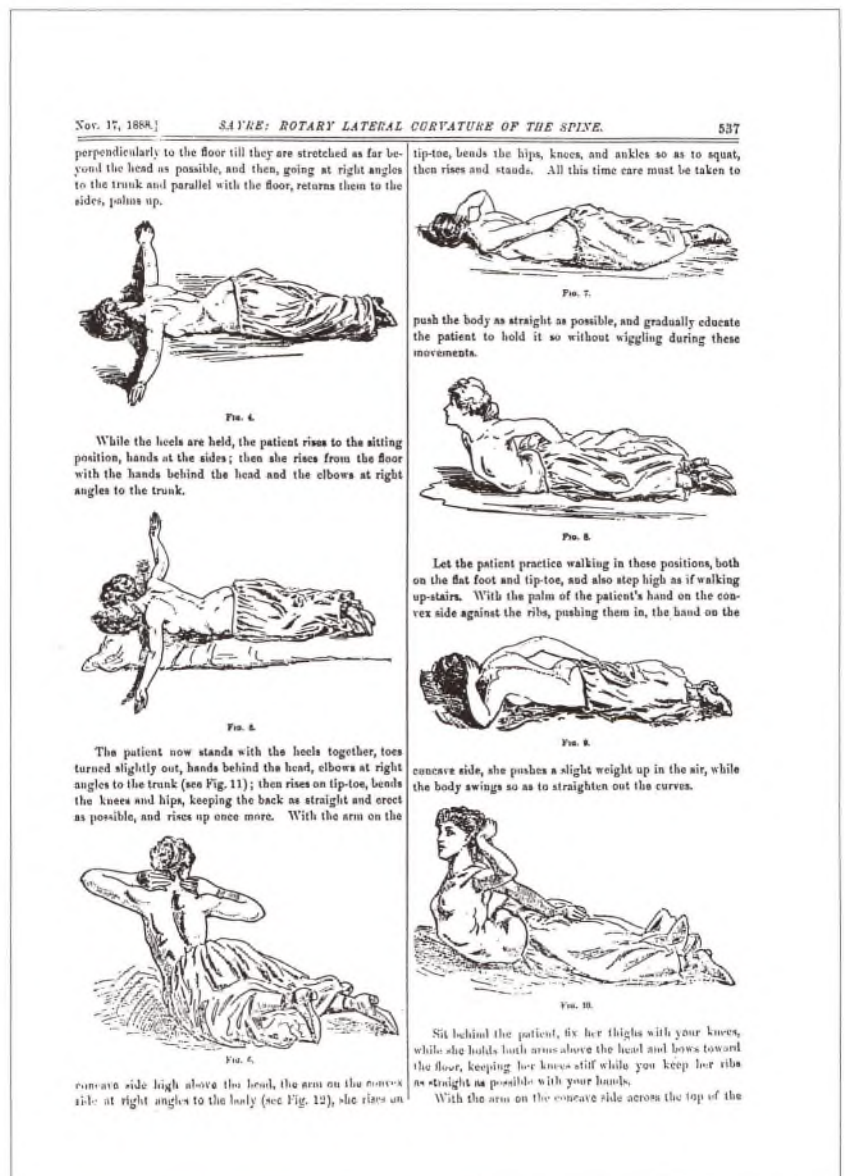 Nov. 17, 1888.]
SAYRE: ROTARY LATERAL CURVATURE OF THE SPINE.
537
perpendicularly to the floor till they are stretched as far be-
yond the head as possible, and then, going at right angles
to the trunk and parallel with the floor, returns them to the
sides, palms up.
FIG. 4.
While the heels are held, the patient rises to the sitting
position, hands at the sides; then she rises from the floor
with the hands behind the head and the elbows at right
angles to the trunk.
FIG. 5.
The patient now stands with the heels together, toes
turned slightly out, hands behind the head, elbows at right
angles to the trunk (see Fig. 11); then rises on tip-toe, bends
the knees and hips, keeping the back as straight and erect
as possible, and rises up once more. With the arm on the
FIG. 6.
concave side high above the head, the arm on the convex
side at right angles to the body (see Fig. 12), she rises on
tip-toe, bends the hips, knees, and ankles so as to squat,
then rises and stands. All this time care must be taken to
FIG. 7.
push the body as straight as possible, and gradually educate
the patient to hold it so without wiggling during these
movements.
FIG. 8.
Let the patient practice walking in these positions, both
on the flat foot and tip-toe, and also step high as if walking
up-stairs. With the palm of the patient's hand on the con-
vex side against the ribs, pushing them in, the hand on the
FIG. 9.
concave side, she pushes a slight weight up in the air, while
the body swings so as to straighten out the curves.
FIG. 10.
Sit behind the patient, fix her thighs with your knees,
while she holds both arms above the head and bows toward
the floor, keeping her knees stiff while you keep her ribs
as straight as possible with your hands.
With the arm on the concave side across the top of the